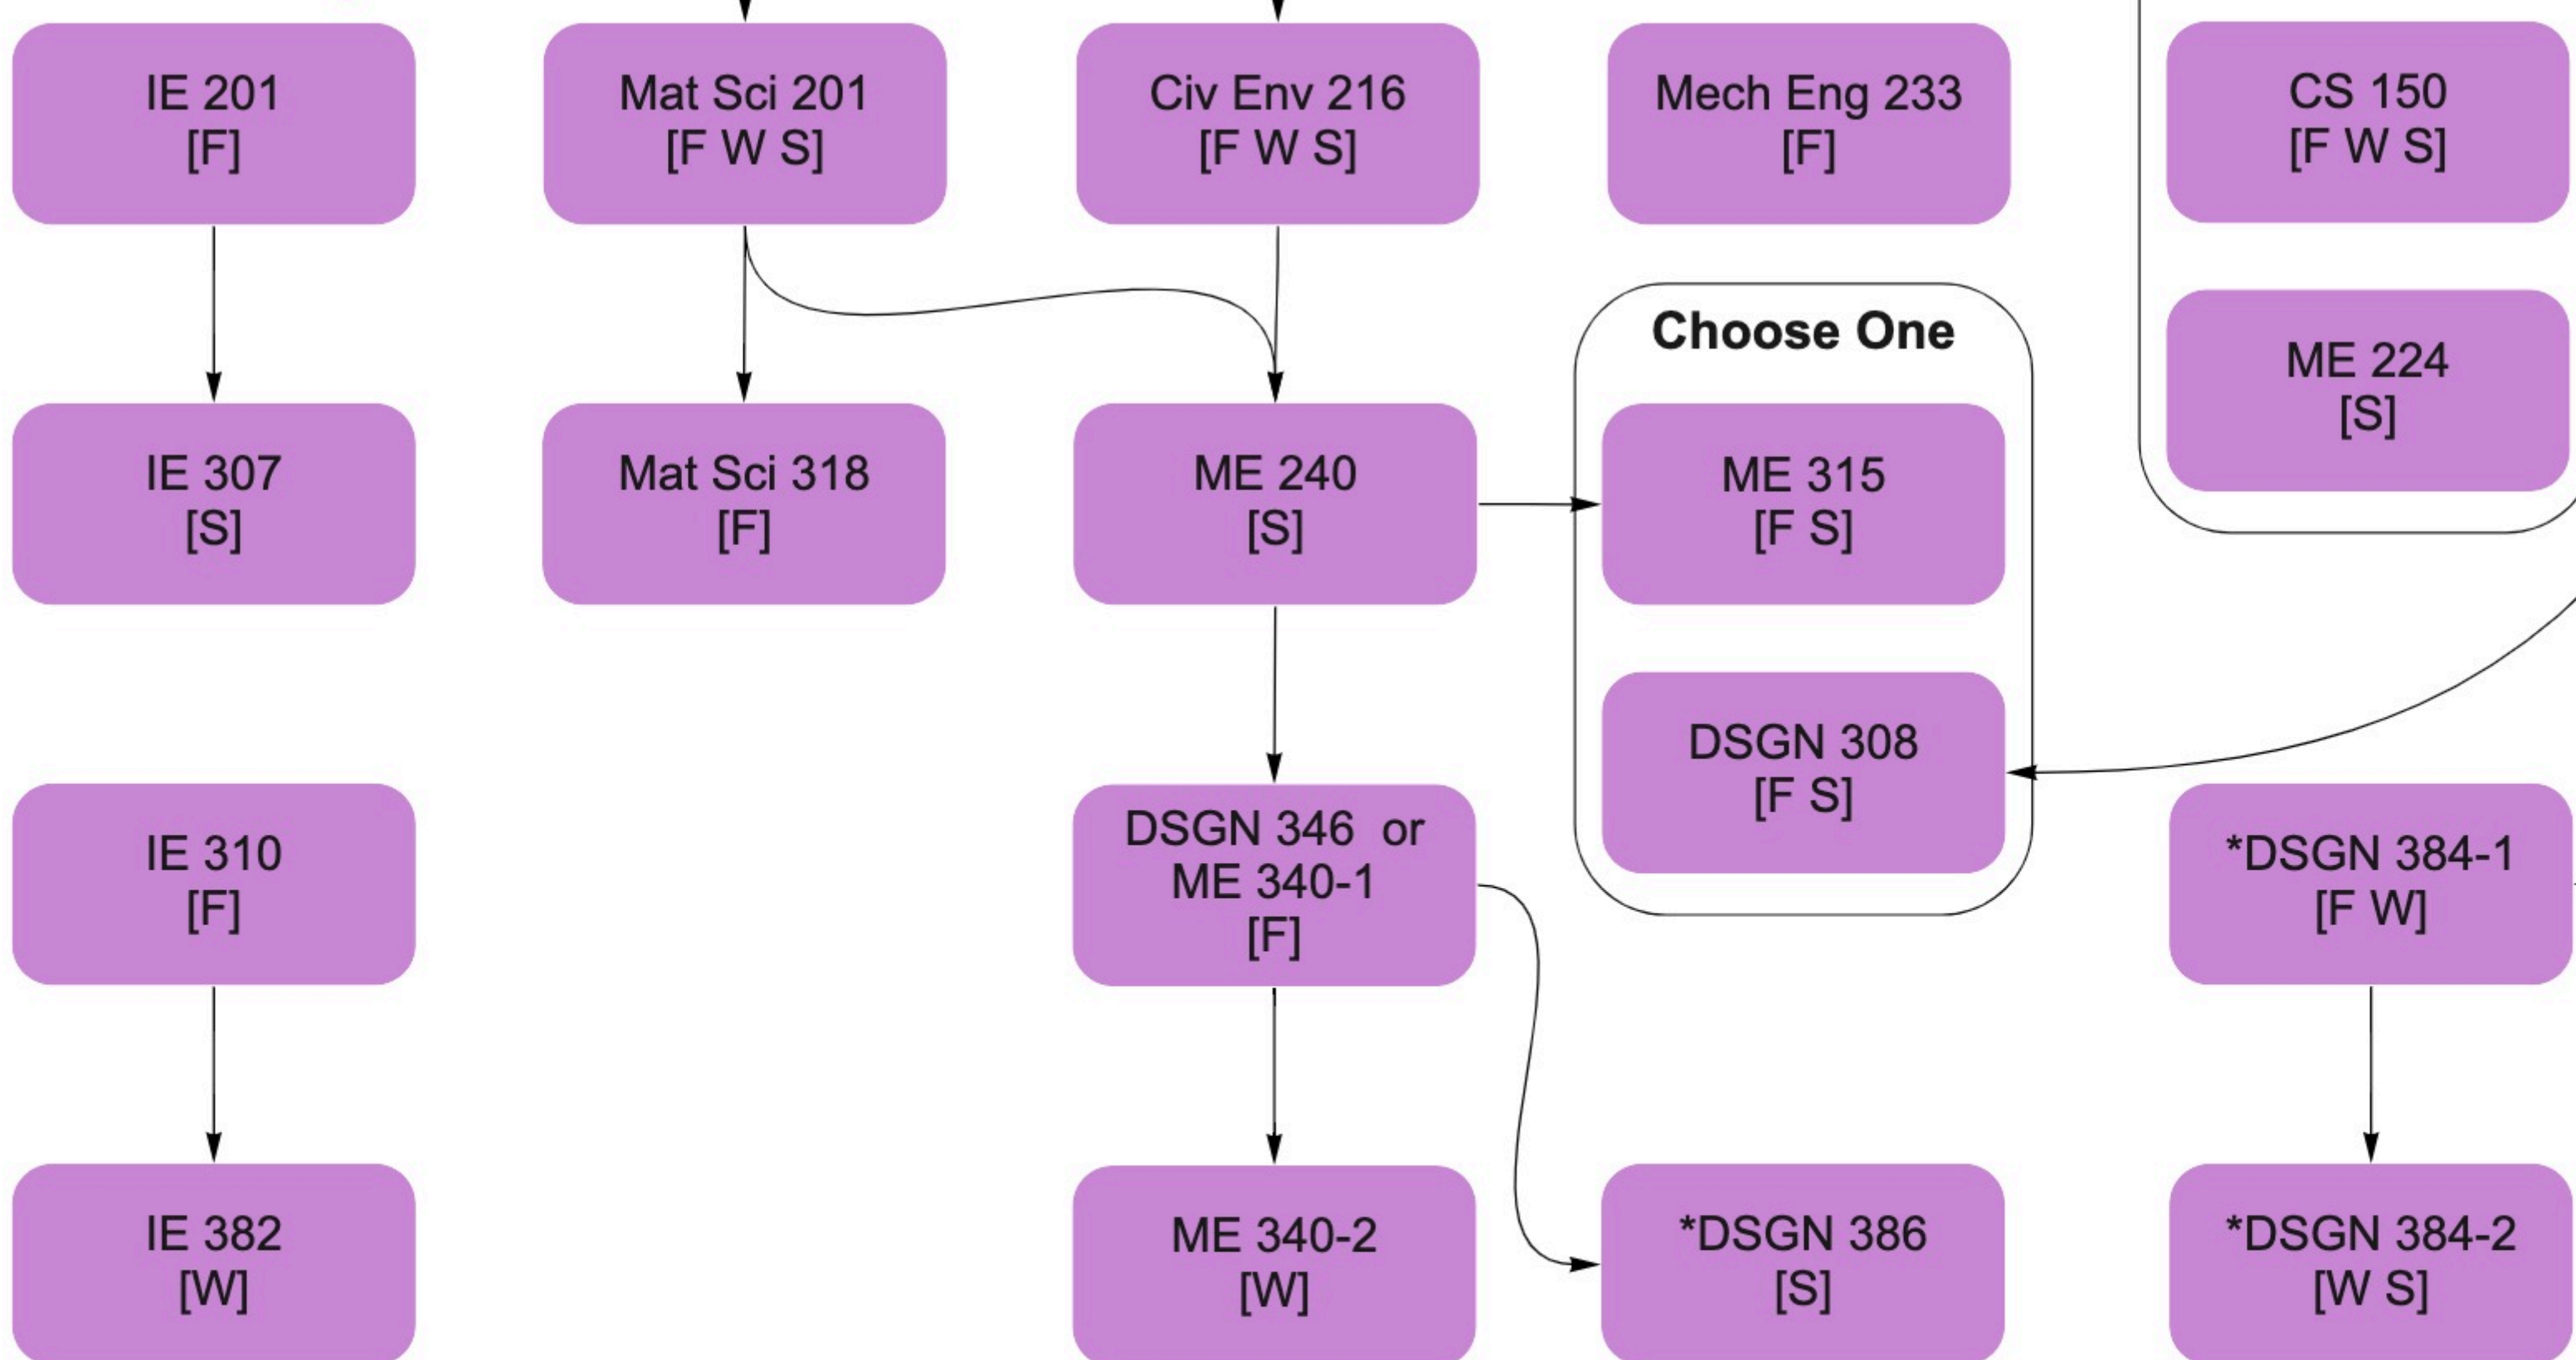 IE 201
[F]
Mat Sci 201
[F W S]
Civ Env 216
[F W S]
Mech Eng 233
[F]
CS 150
[F W S]
Choose One
ME 224
[S]
IE 307
[S]
Mat Sci 318
[F]
ME 240
[S]
ME 315
[F S]
DSGN 308
[F S]
IE 310
[F]
DSGN 346 or
ME 340-1
[F]
*DSGN 384-1
[F W]
IE 382
[W]
ME 340-2
[W]
*DSGN 386
[S]
*DSGN 384-2
[W S]